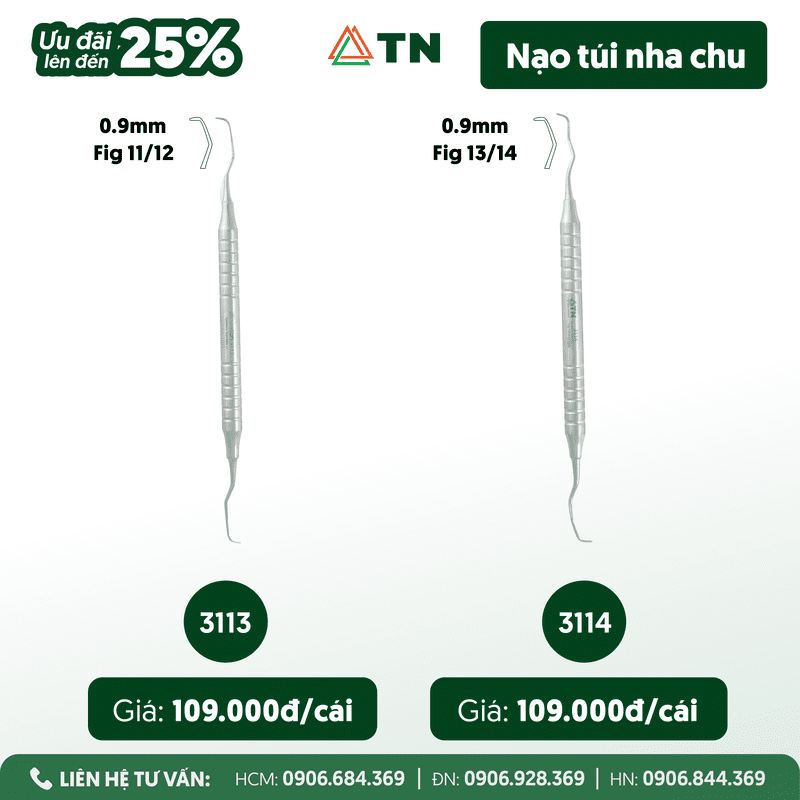 Ưu đãi
lên đến 25%
TN
Nạo túi nha chu
0.9mm
Fig 11/12
0.9mm
Fig 13/14
TN
3113
3114
Giá: 109.000đ/cái
Giá: 109.000đ/cái
LIÊN HỆ TƯ VẤN: HCM: 0906.684.369 | ĐN: 0906.928.369 | HN: 0906.844.369